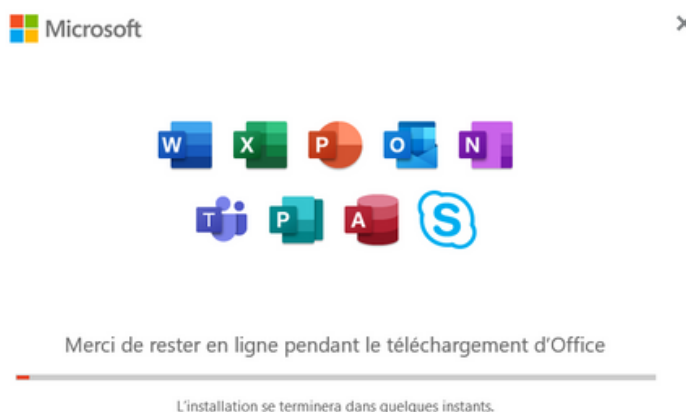 Microsoft
W X P O N
T P A S
Merci de rester en ligne pendant le téléchargement d'Office
L'installation se terminera dans quelques instants.